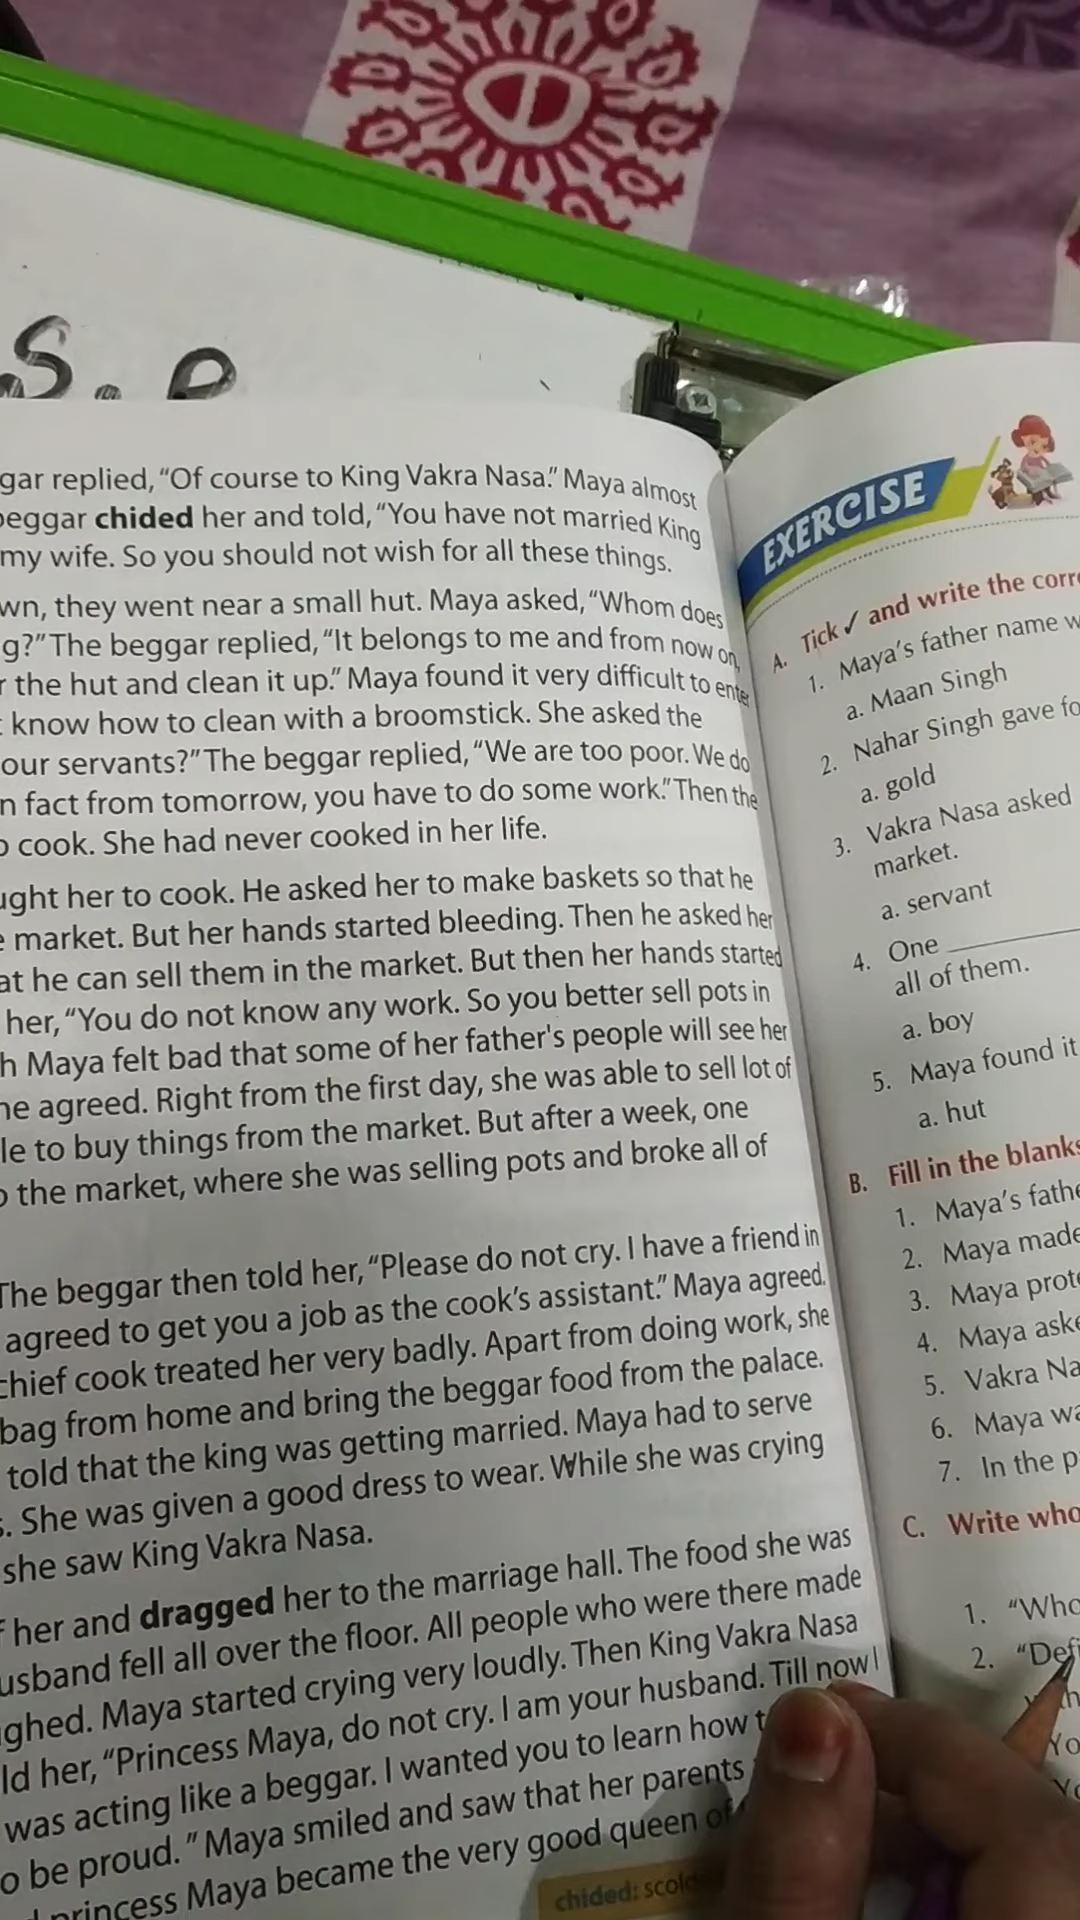 S. P
gar replied, “Of course to King Vakra Nasa.” Maya almost
beggar chided her and told, “You have not married King
my wife. So you should not wish for all these things.
wn, they went near a small hut. Maya asked, “Whom does
g?” The beggar replied, “It belongs to me and from now on,
r the hut and clean it up.” Maya found it very difficult to enter
t know how to clean with a broomstick. She asked the
our servants?” The beggar replied, “We are too poor. We do
n fact from tomorrow, you have to do some work.” Then the
o cook. She had never cooked in her life.
ught her to cook. He asked her to make baskets so that he
e market. But her hands started bleeding. Then he asked her
at he can sell them in the market. But then her hands started
her, “You do not know any work. So you better sell pots in
h Maya felt bad that some of her father's people will see her
he agreed. Right from the first day, she was able to sell lot of
le to buy things from the market. But after a week, one
o the market, where she was selling pots and broke all of
The beggar then told her, “Please do not cry. I have a friend in
agreed to get you a job as the cook’s assistant.” Maya agreed.
chief cook treated her very badly. Apart from doing work, she
bag from home and bring the beggar food from the palace.
told that the king was getting married. Maya had to serve
s. She was given a good dress to wear. While she was crying
she saw King Vakra Nasa.
f her and dragged her to the marriage hall. The food she was
usband fell all over the floor. All people who were there made
ughed. Maya started crying very loudly. Then King Vakra Nasa
ld her, “Princess Maya, do not cry. I am your husband. Till now I
was acting like a beggar. I wanted you to learn how t
o be proud. ” Maya smiled and saw that her parents
princess Maya became the very good queen of
chided: scold
EXERCISE
A. Tick ✓ and write the corre
1. Maya’s father name w
a. Maan Singh
2. Nahar Singh gave fo
a. gold
3. Vakra Nasa asked
market.
a. servant
4. One
all of them.
a. boy
5. Maya found it
a. hut
B. Fill in the blanks
1. Maya’s fathe
2. Maya made
3. Maya prote
4. Maya aske
5. Vakra Na
6. Maya wa
7. In the p
C. Write who
1. “Who
2. “Defi
Yo